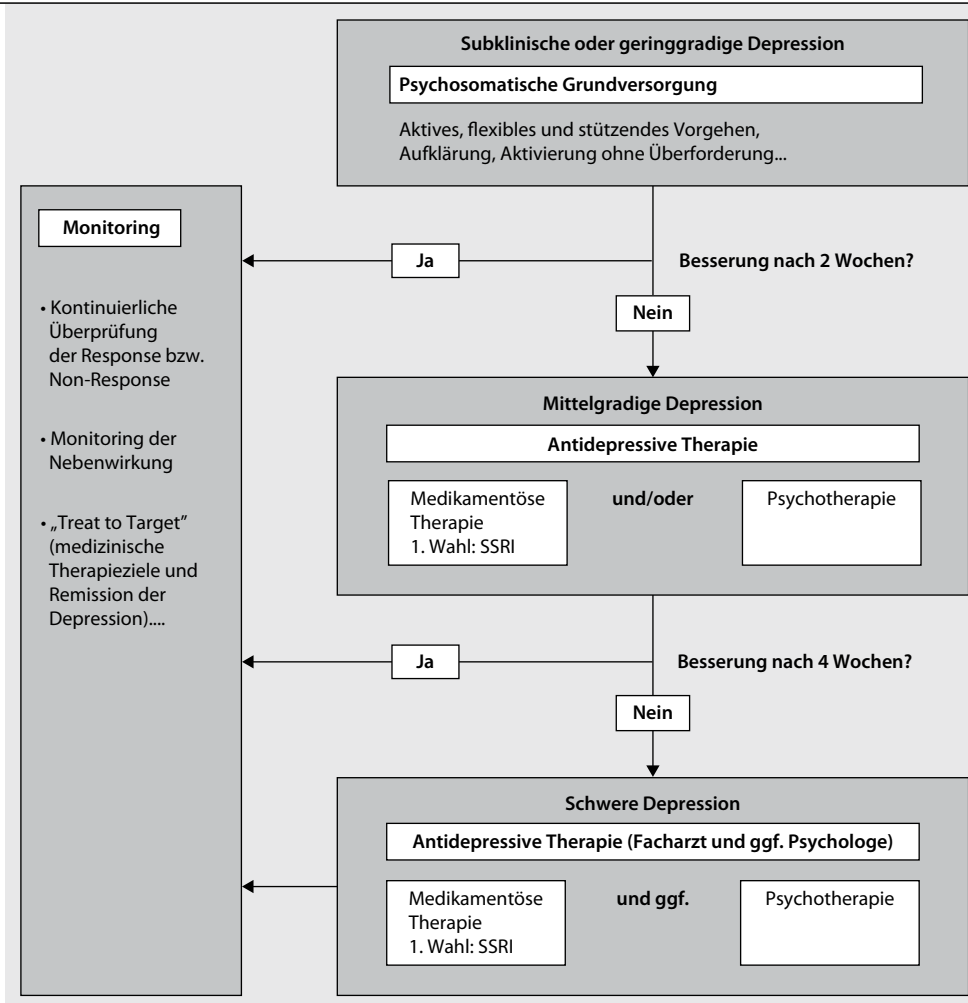 Subklinische oder geringgradige Depression
Psychosomatische Grundversorgung
Aktives, flexibles und stützendes Vorgehen,
Aufklärung, Aktivierung ohne Überforderung...
Monitoring
• Kontinuierliche
Überprüfung
der Response bzw.
Non-Response
• Monitoring der
Nebenwirkung
• „Treat to Target”
(medizinische
Therapieziele und
Remission der
Depression)....
Ja
Besserung nach 2 Wochen?
Nein
Mittelgradige Depression
Antidepressive Therapie
Medikamentöse
Therapie
1. Wahl: SSRI
und/oder
Psychotherapie
Ja
Besserung nach 4 Wochen?
Nein
Schwere Depression
Antidepressive Therapie (Facharzt und ggf. Psychologe)
Medikamentöse
Therapie
1. Wahl: SSRI
und ggf.
Psychotherapie